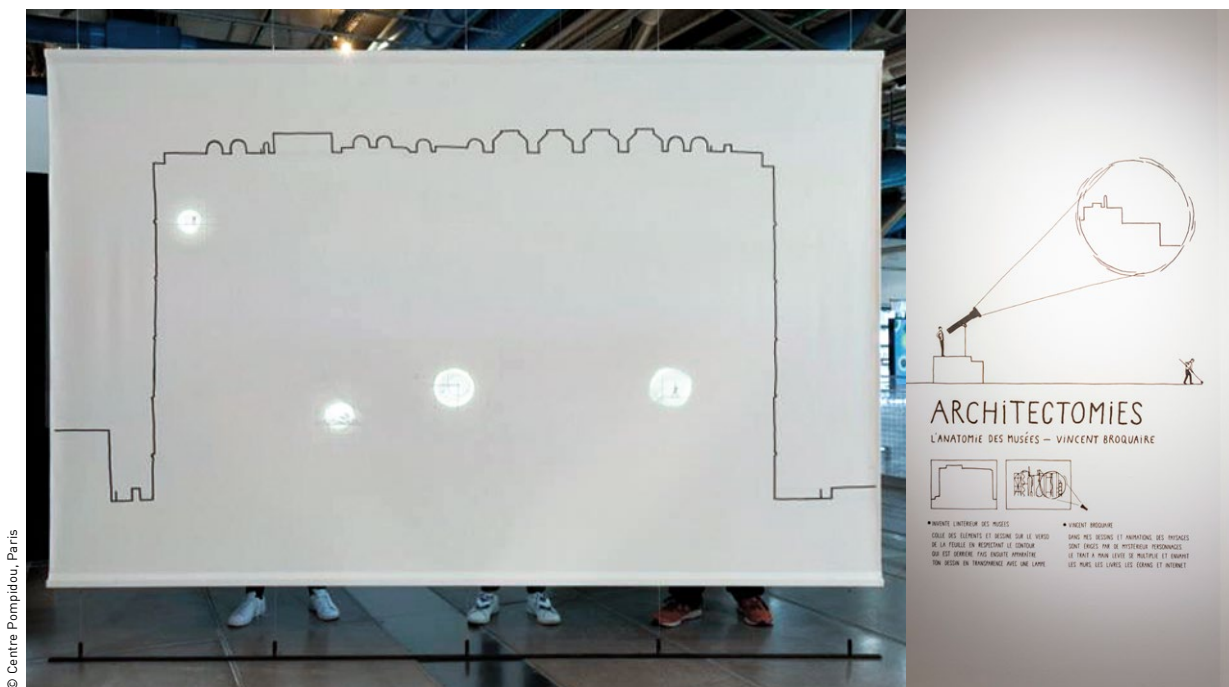 © Centre Pompidou, Paris
ARCHiTECTOMiES
L'ANATOMiE DES MUSÉES – ViNCENT BROQUAiRE
• iNVENTE L'iNTÉRiEUR DES MUSÉES
COLLE DES ÉLÉMENTS ET DESSiNE SUR LE VERSO
DE LA FEUiLLE EN RESPECTANT LE CONTOUR
QUi EST DERRiÈRE. FAiS ENSUiTE APPARAÎTRE
TON DESSiN EN TRANSPARENCE AVEC UNE LAMPE
• ViNCENT BROQUAiRE
DANS MES DESSiNS ET ANiMATiONS, DES PAYSAGES
SONT ÉRiGÉS PAR DE MYSTÉRiEUX PERSONNAGES
LE TRAiT À MAiN LEVÉE SE MULTiPLiE ET ENVAHiT
LES MURS, LES LiVRES, LES ÉCRANS ET iNTERNET